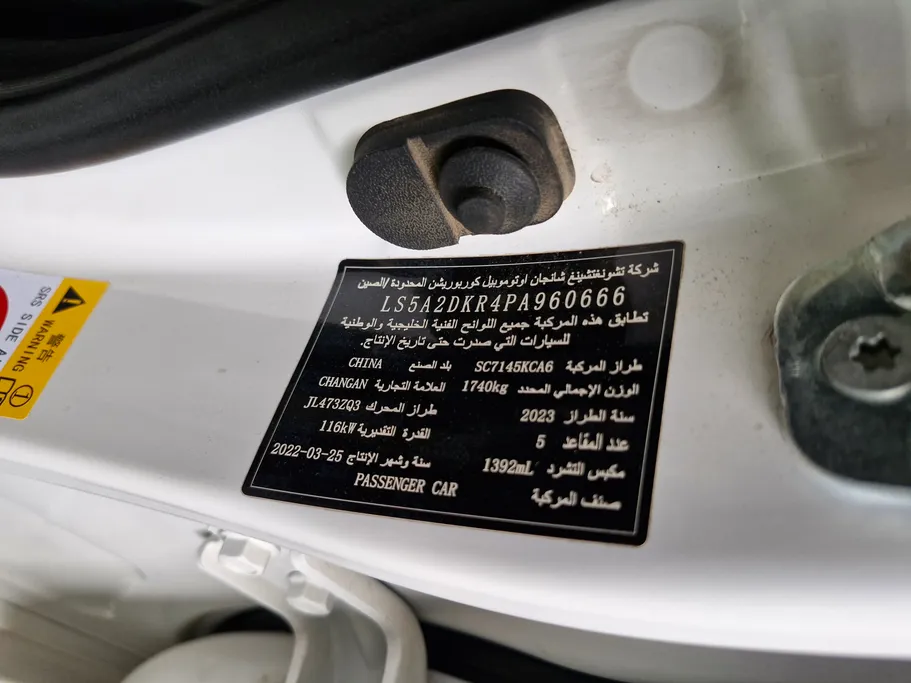 شركة تشونغتشينغ شانجان اوتوموبيل كوربوريشن المحدودة/الصين
LS5A2DKR4PA960666
تطابق هذه المركبة جميع اللوائح الفنية الخليجية والوطنية
للسيارات التي صدرت حتى تاريخ الإنتاج.
طراز المركبة SC7145KCA6 بلد الصنع CHINA
الوزن الإجمالي المحدد 1740kg العلامة التجارية CHANGAN
سنة الطراز 2023 طراز المحرك JL473ZQ3
عدد المقاعد 5 القدرة التقديرية 116kW
مكبس التشرد 1392mL سنة وشهر الإنتاج 2022-03-25
صنف المركبة PASSENGER CAR
SRS SIDE
WARNING
警告